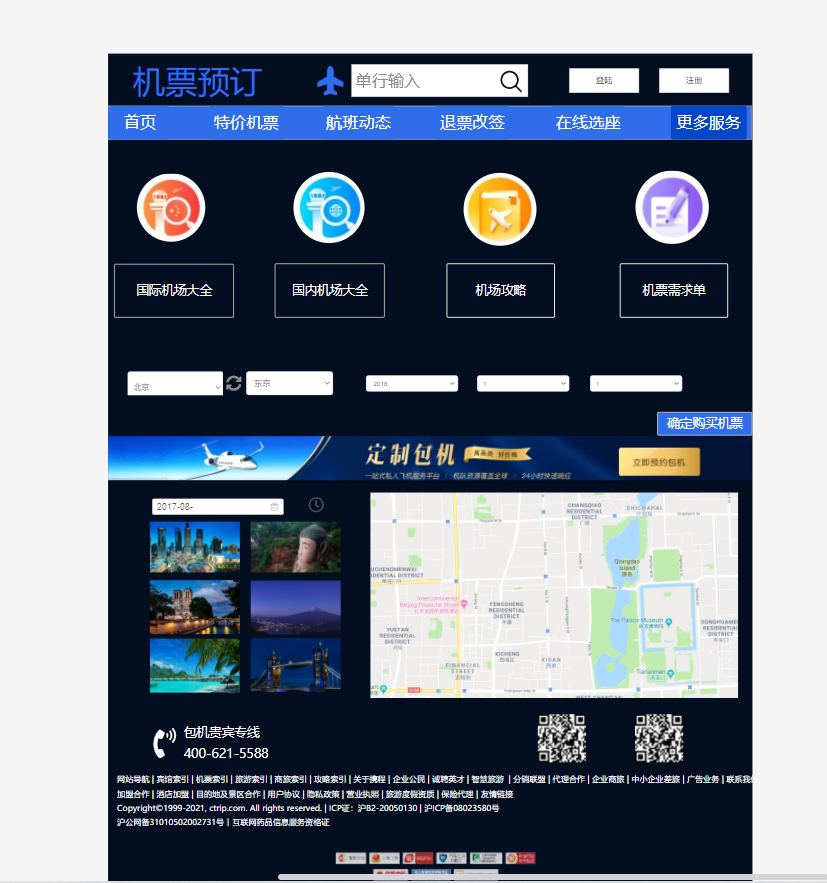 机票预订
单行输入
登陆
注册
首页 特价机票 航班动态 退票改签 在线选座 更多服务
国际机场大全 国内机场大全 机场攻略 机票需求单
北京 东京 2018 1 1
确定购买机票
定制包机 高品质 好价格
一站式私人飞机服务平台 | 机队资源覆盖全球 | 24小时快速响应
立即预约包机
2017-08-
CHANGQIAO RESIDENTIAL DISTRICT
SHICHAHAI
Qiongdao Island
RESIDENTIAL DISTRICT
InterContinental Beijing Financial Street
FENGSHENG RESIDENTIAL DISTRICT
The Palace Museum
DONGHUAMEN RESIDENTIAL DISTRICT
YUETAN RESIDENTIAL DISTRICT
XICHENG
XIDAN
FINANCIAL STREET
Tiananmen
WEST CHANG'AN
包机贵宾专线
400-621-5588
网站导航 | 宾馆索引 | 机票索引 | 旅游索引 | 商旅索引 | 攻略索引 | 关于携程 | 企业公民 | 诚聘英才 | 智慧旅游 | 分销联盟 | 代理合作 | 企业商旅 | 中小企业差旅 | 广告业务 | 联系我
加盟合作 | 酒店加盟 | 目的地及景区合作 | 用户协议 | 隐私政策 | 营业执照 | 旅游度假资质 | 保险代理 | 友情链接
Copyright©1999-2021, ctrip.com. All rights reserved. | ICP证：沪B2-20050130 | 沪ICP备08023580号
沪公网备31010502002731号丨互联网药品信息服务资格证